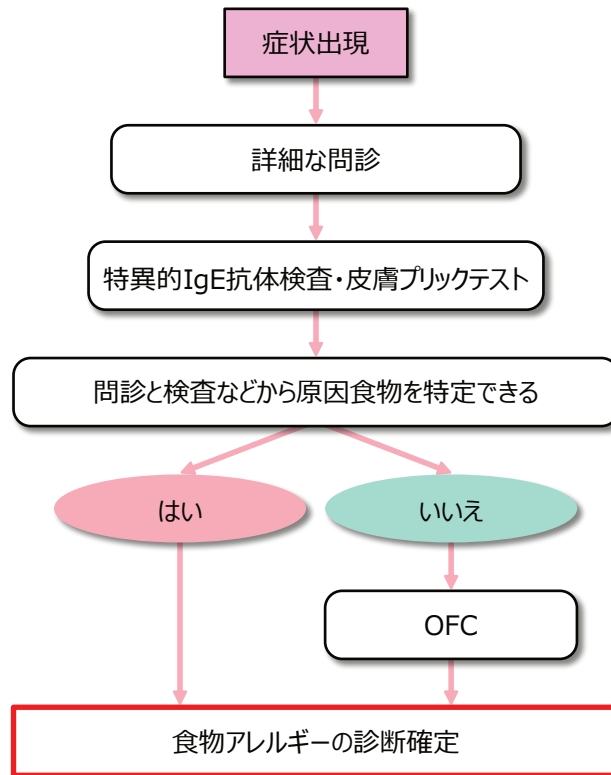 症状出現
詳細な問診
特異的IgE抗体検査・皮膚プリックテスト
問診と検査などから原因食物を特定できる
はい
いいえ
OFC
食物アレルギーの診断確定